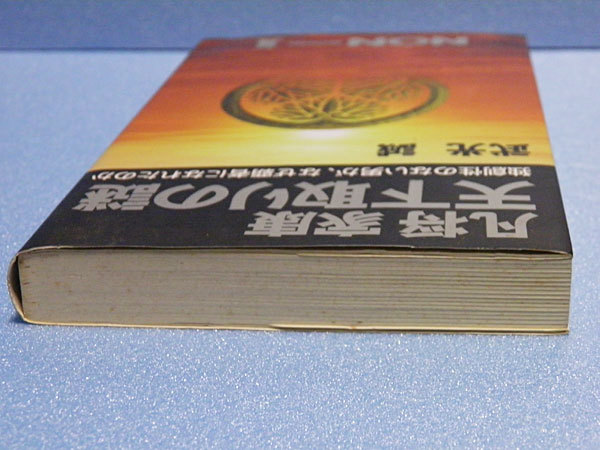 凡将 家康
天下取りの謎
独創性のない男が、なぜ覇者になれたのか
武光 誠
NON